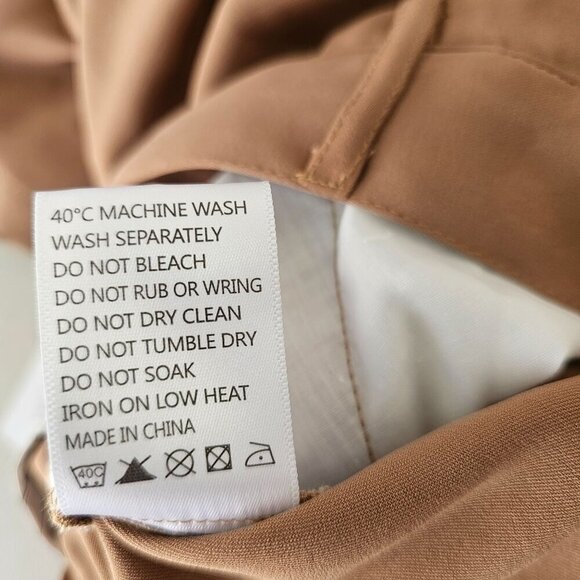 40°C MACHINE WASH
WASH SEPARATELY
DO NOT BLEACH
DO NOT RUB OR WRING
DO NOT DRY CLEAN
DO NOT TUMBLE DRY
DO NOT SOAK
IRON ON LOW HEAT
MADE IN CHINA
40C